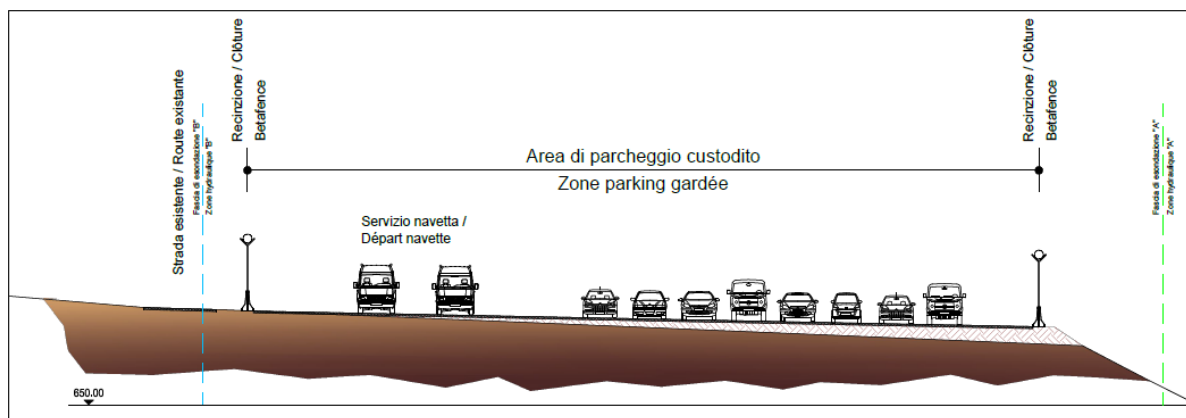 Strada esistente / Route existante
Fascia di esondazione "B"
Zone hydraulique "B"
Recinzione / Clôture
Betafence
Area di parcheggio custodito
Zone parking gardée
Servizio navetta /
Départ navette
Recinzione / Clôture
Betafence
Fascia di esondazione "A"
Zone hydraulique "A"
650.00